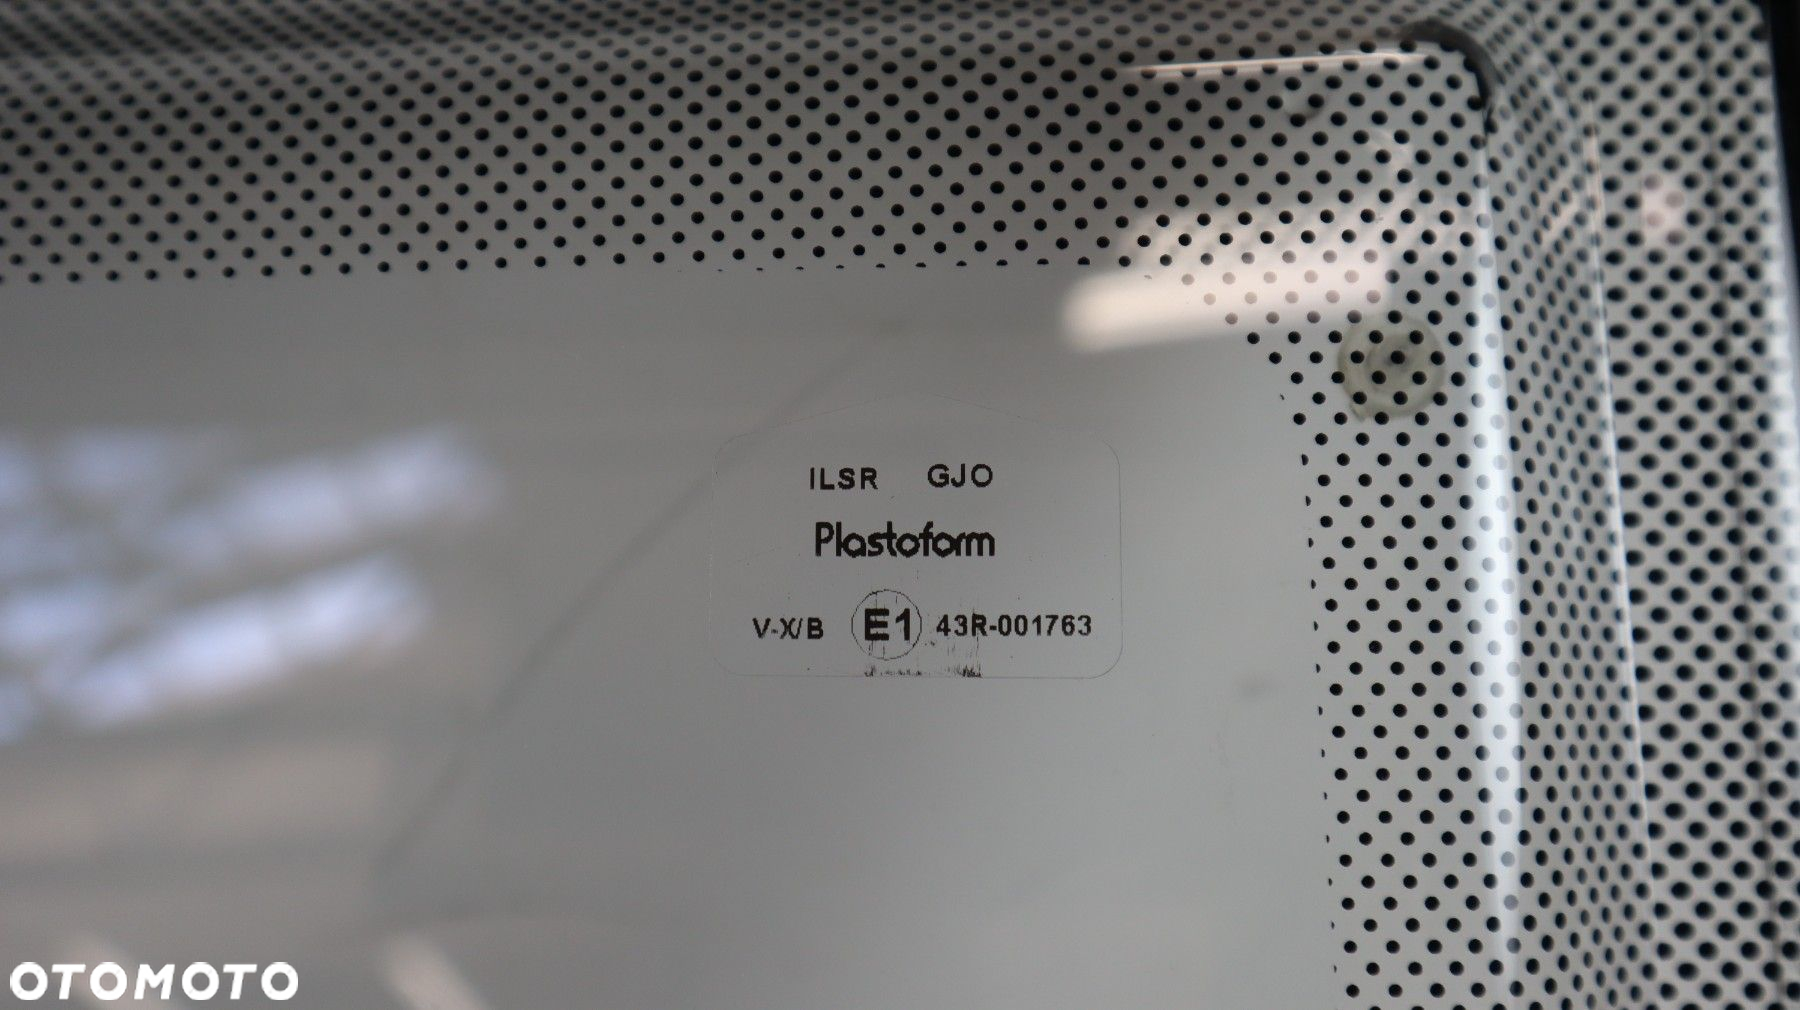 ILSR GJO
Plastoform
V-X/B E1 43R-001763
OTOMOTO